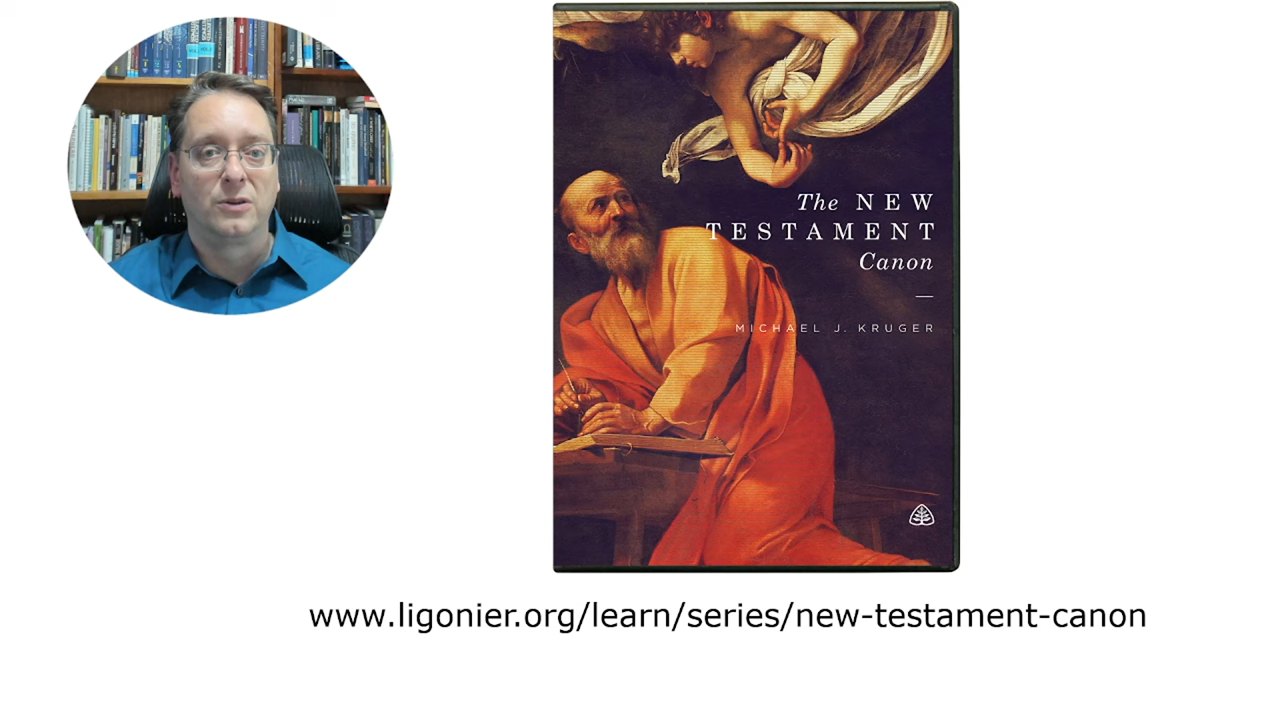 The NEW
TESTAMENT
Canon
MICHAEL J. KRUGER
www.ligonier.org/learn/series/new-testament-canon